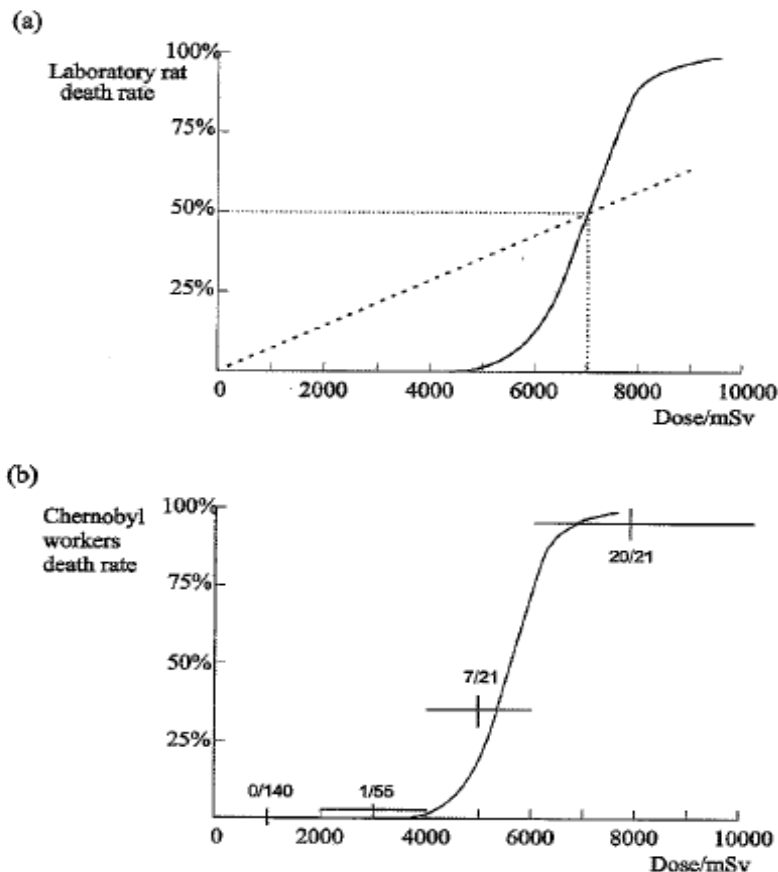 (a)
100%
Laboratory rat
death rate
75%
50%
25%
2000 4000 6000 8000 10000
Dose/mSv
(b)
100%
Chernobyl
workers
death rate
20/21
75%
7/21
50%
25%
0/140 1/55
0 2000 4000 6000 8000 10000
Dose/mSv